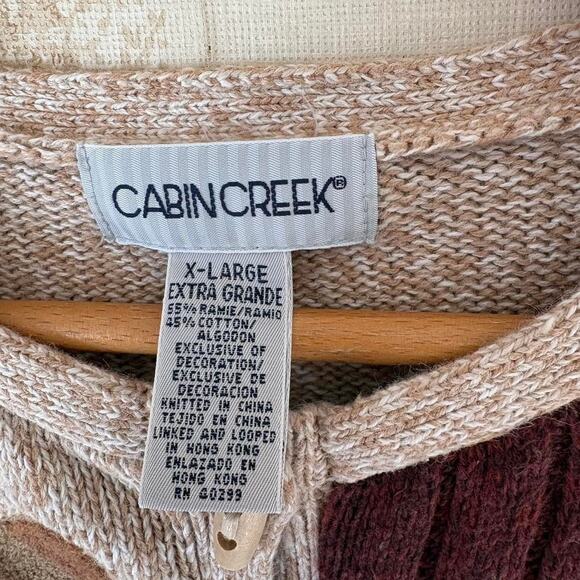 CABIN CREEK®
X-LARGE
EXTRA GRANDE
55% RAMIE/RAMIO
45% COTTON/
ALGODON
EXCLUSIVE OF
DECORATION/
EXCLUSIVE DE
DECORACION
KNITTED IN CHINA
TEJIDO EN CHINA
LINKED AND LOOPED
IN HONG KONG
ENLAZADO EN
HONG KONG
RN 40299